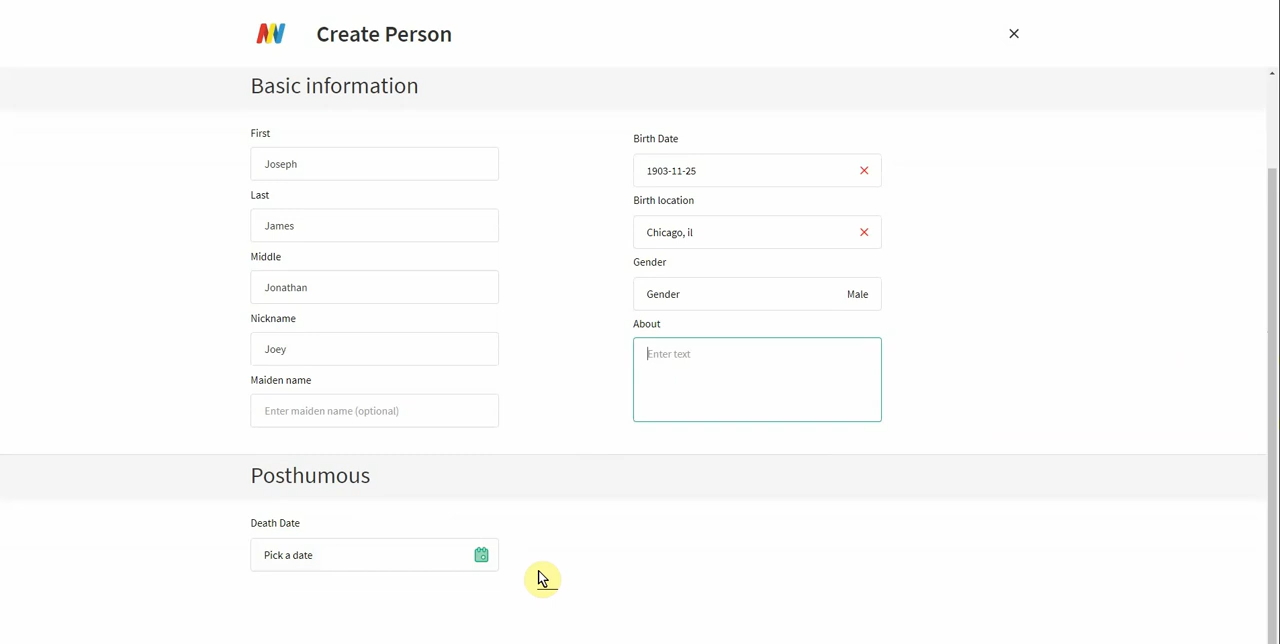 Create Person
Basic information
First
Joseph
Last
James
Middle
Jonathan
Nickname
Joey
Maiden name
Enter maiden name (optional)
Birth Date
1903-11-25
Birth location
Chicago, il
Gender
Gender Male
About
Enter text
Posthumous
Death Date
Pick a date